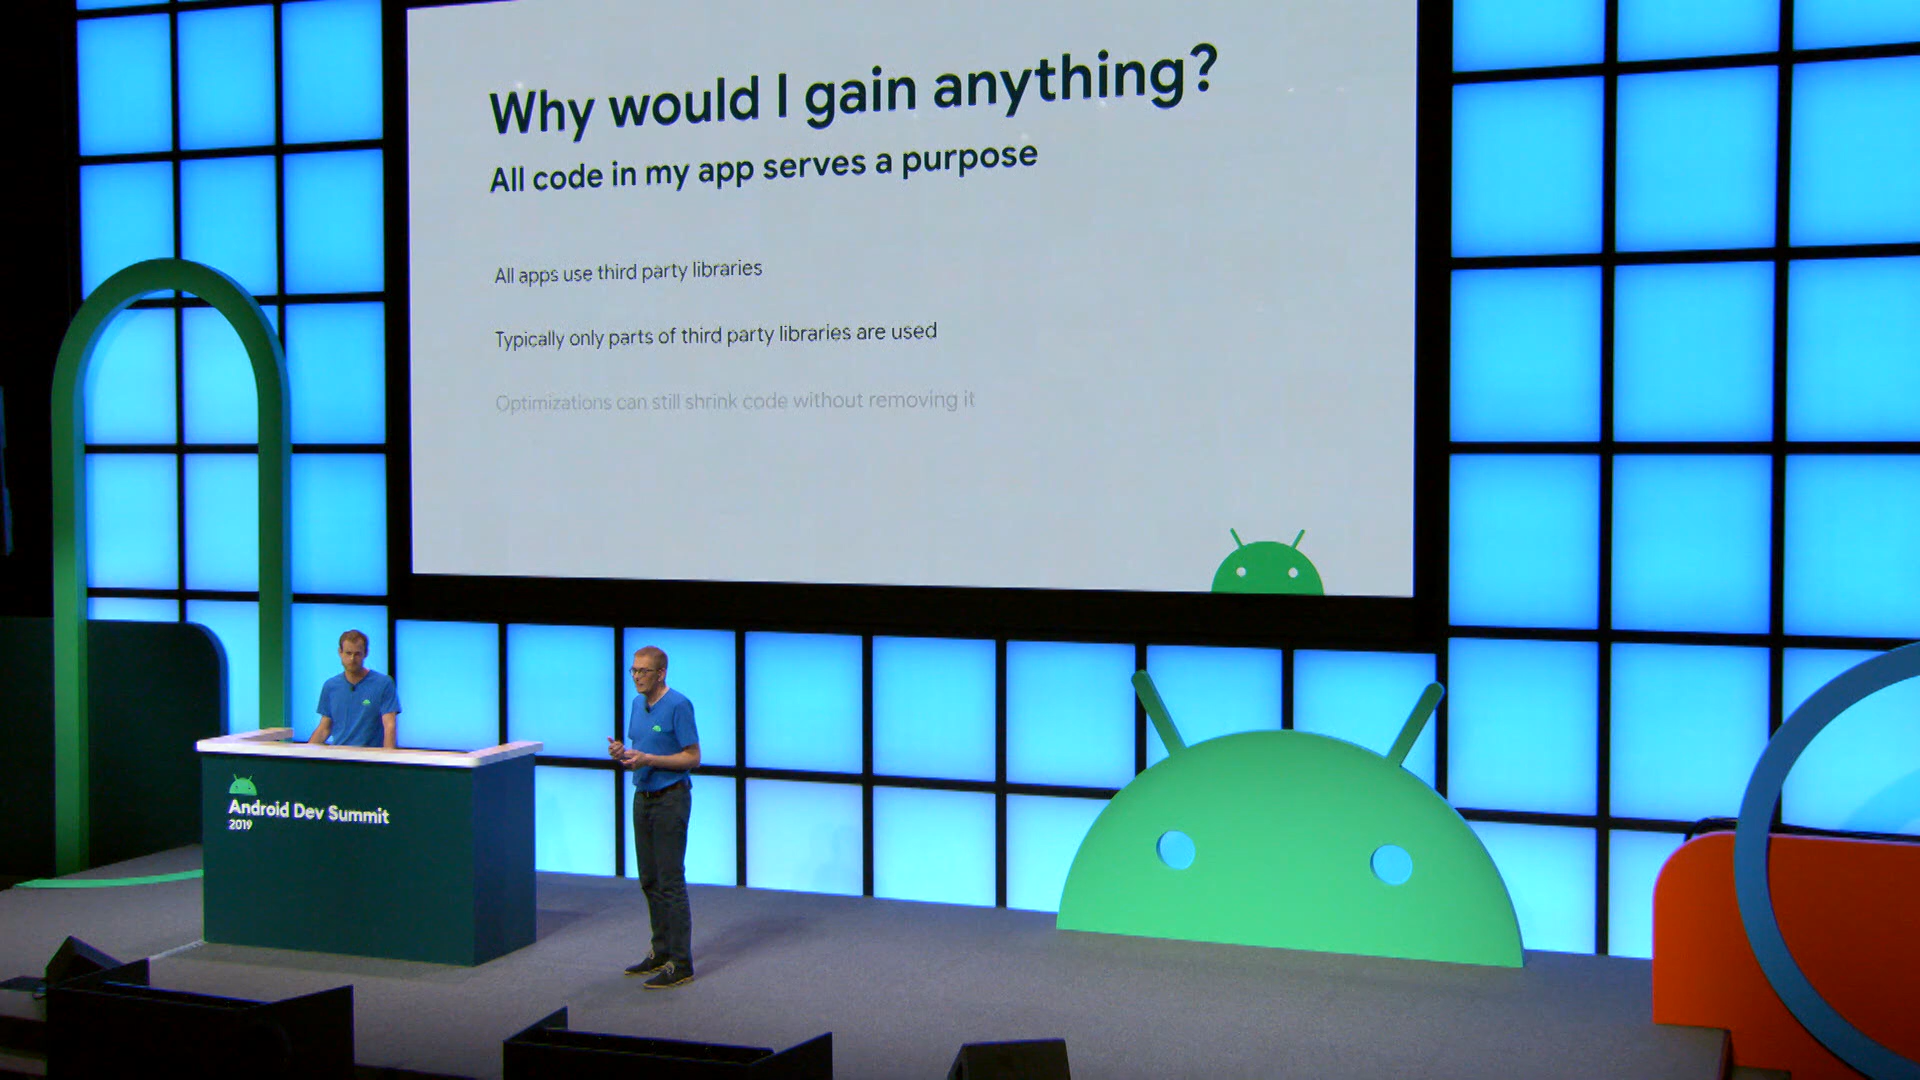 Why would I gain anything?
All code in my app serves a purpose
All apps use third party libraries
Typically only parts of third party libraries are used
Optimizations can still shrink code without removing it
Android Dev Summit
2019